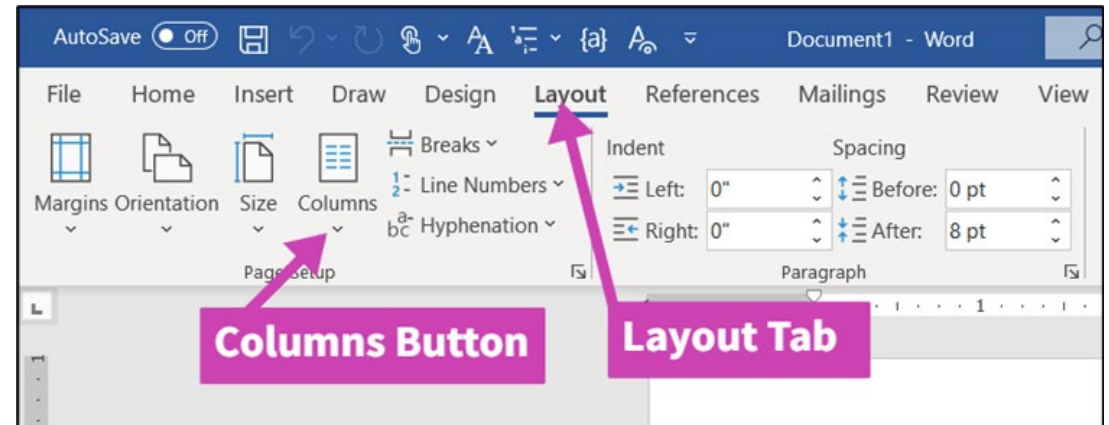 AutoSave Off {a} Document1 - Word
File Home Insert Draw Design Layout References Mailings Review View
Margins Orientation Size Columns
Breaks
Line Numbers
Hyphenation
Page Setup
Indent
Left: 0"
Right: 0"
Spacing
Before: 0 pt
After: 8 pt
Paragraph
1
1
Columns Button
Layout Tab